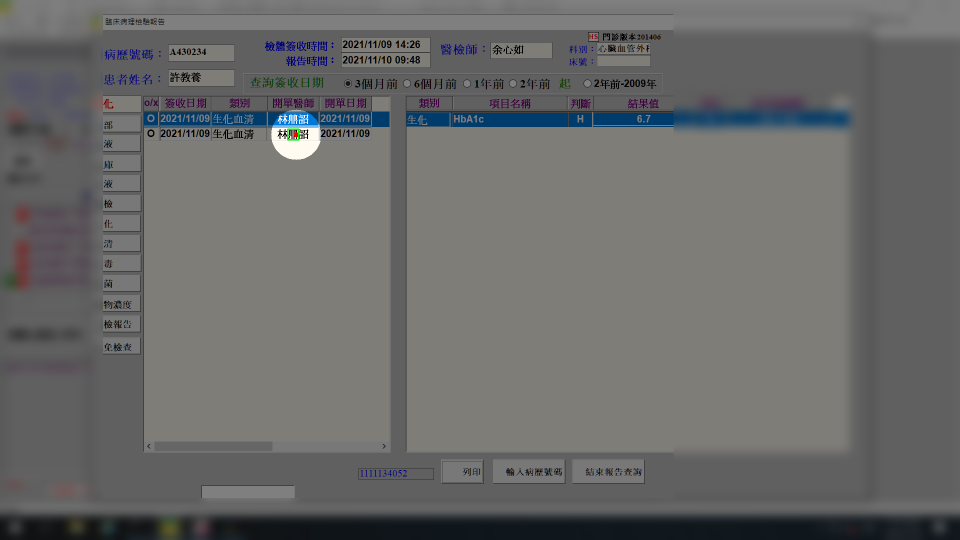 臨床病理檢驗報告
病歷號碼： A430234 檢體簽收時間： 2021/11/09 14:26 醫檢師： 余心如
HS 門診版本201406
科別： 心臟血管外科
報告時間： 2021/11/10 09:48
床號：
患者姓名： 許教養
查詢簽收日期 3個月前 6個月前 1年前 2年前 起 2年前-2009年
o/x 簽收日期 類別 開單醫師 開單日期
O 2021/11/09 生化血清 2021/11/09
O 2021/11/09 生化血清 2021/11/09
類別 項目名稱 判斷 結果值
生化 HbA1c H 6.7
化
部
液
庫
液
檢
化
清
毒
菌
物濃度
檢報告
免檢查
1111134052 列印 輸入病歷號碼 結束報告查詢